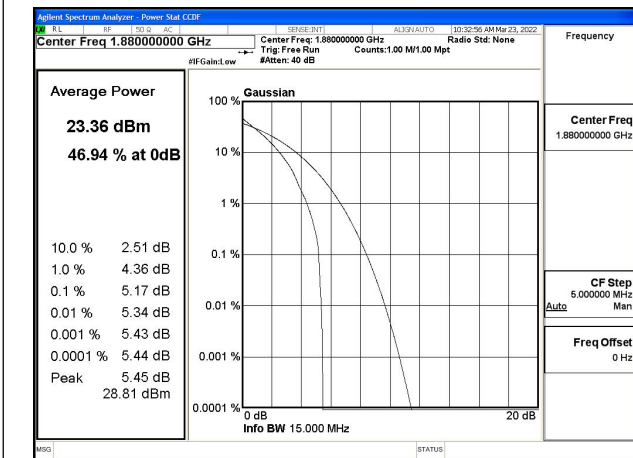 Agilent Spectrum Analyzer - Power Stat CCDF
RL RF 50 Ω AC SENSE:INT ALIGN AUTO 10:32:56 AM Mar 23, 2022
Center Freq 1.880000000 GHz
Center Freq: 1.880000000 GHz Radio Std: None
Trig: Free Run Counts:1.00 M/1.00 Mpt
#IFGain:Low #Atten: 40 dB
Frequency
Average Power
23.36 dBm
46.94 % at 0dB
10.0 % 2.51 dB
1.0 % 4.36 dB
0.1 % 5.17 dB
0.01 % 5.34 dB
0.001 % 5.43 dB
0.0001 % 5.44 dB
Peak 5.45 dB
28.81 dBm
Gaussian
100 %
10 %
1 %
0.1 %
0.01 %
0.001 %
0.0001 %
0 dB 20 dB
Info BW 15.000 MHz
Center Freq
1.880000000 GHz
CF Step
5.000000 MHz
Auto Man
Freq Offset
0 Hz
MSG STATUS